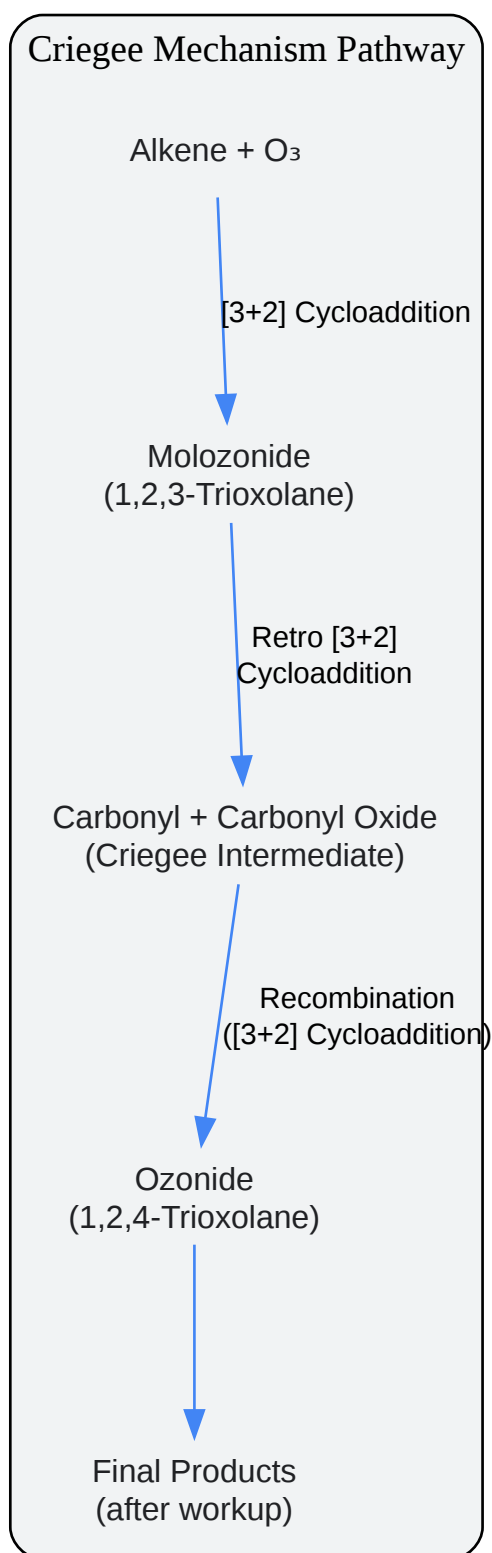 Criegee Mechanism Pathway
Alkene + O₃
[3+2] Cycloaddition
Molozonide
(1,2,3-Trioxolane)
Retro [3+2]
Cycloaddition
Carbonyl + Carbonyl Oxide
(Criegee Intermediate)
Recombination
([3+2] Cycloaddition)
Ozonide
(1,2,4-Trioxolane)
Final Products
(after workup)